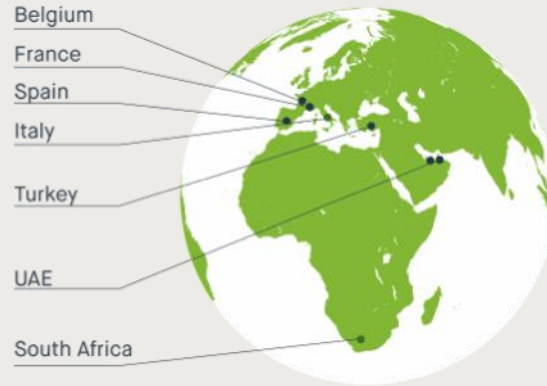 Belgium
France
Spain
Italy
Turkey
UAE
South Africa